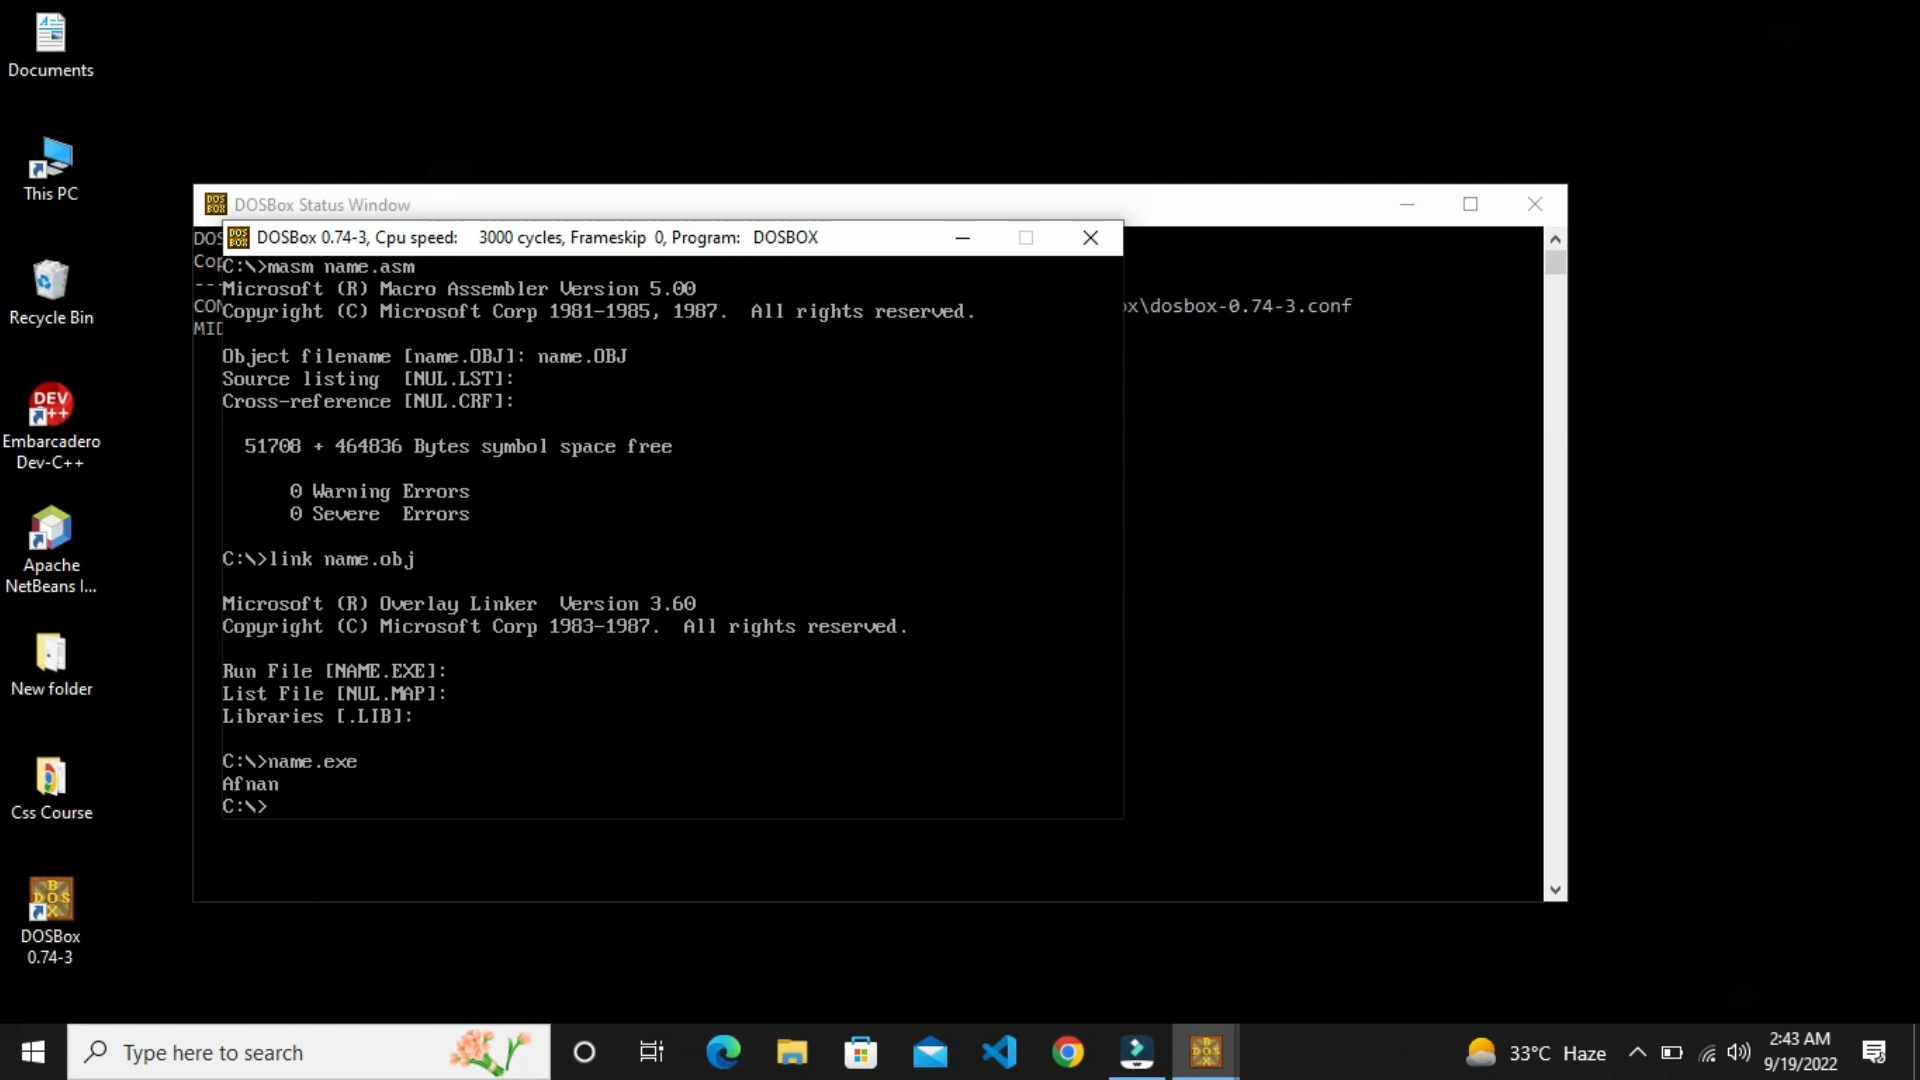 Documents
This PC
Recycle Bin
Embarcadero
Dev-C++
Apache
NetBeans I...
New folder
Css Course
DOSBox
0.74-3
DOSBox Status Window
DOS
Cop
---
CON
x\dosbox-0.74-3.conf
MID
DOSBox 0.74-3, Cpu speed: 3000 cycles, Frameskip 0, Program: DOSBOX
C:\>masm name.asm
Microsoft (R) Macro Assembler Version 5.00
Copyright (C) Microsoft Corp 1981-1985, 1987. All rights reserved.
Object filename [name.OBJ]: name.OBJ
Source listing [NUL.LST]:
Cross-reference [NUL.CRF]:
51708 + 464836 Bytes symbol space free
0 Warning Errors
0 Severe Errors
C:\>link name.obj
Microsoft (R) Overlay Linker Version 3.60
Copyright (C) Microsoft Corp 1983-1987. All rights reserved.
Run File [NAME.EXE]:
List File [NUL.MAP]:
Libraries [.LIB]:
C:\>name.exe
Afnan
C:\>
Type here to search
33°C Haze
2:43 AM
9/19/2022